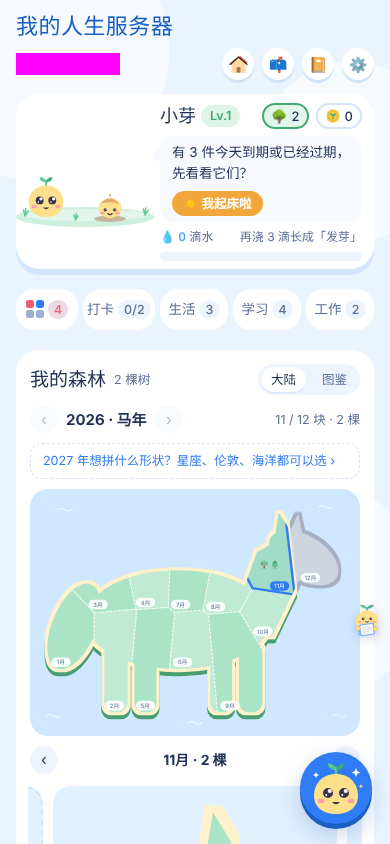 我的人生服务器
小芽 Lv.1 2 0
有 3 件今天到期或已经过期，
先看看它们？
我起床啦
0 滴水 再浇 3 滴长成「发芽」
4 打卡 0/2 生活 3 学习 4 工作 2
我的森林 2 棵树 大陆 图鉴
‹ 2026 · 马年 › 11 / 12 块 · 2 棵
2027 年想拼什么形状？星座、伦敦、海洋都可以选 ›
12月
11月
3月 4月 7月 8月
10月
1月 6月
2月 5月 9月
‹ 11月 · 2 棵